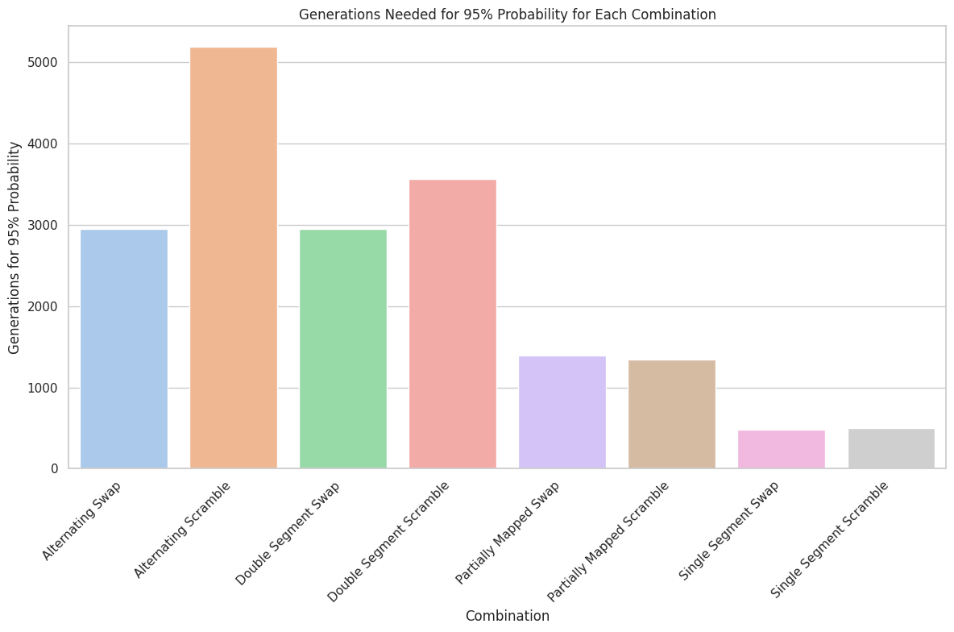 Generations Needed for 95% Probability for Each Combination
Generations for 95% Probability
5000
4000
3000
2000
1000
0
Alternating Swap
Alternating Scramble
Double Segment Swap
Double Segment Scramble
Partially Mapped Swap
Partially Mapped Scramble
Single Segment Swap
Single Segment Scramble
Combination